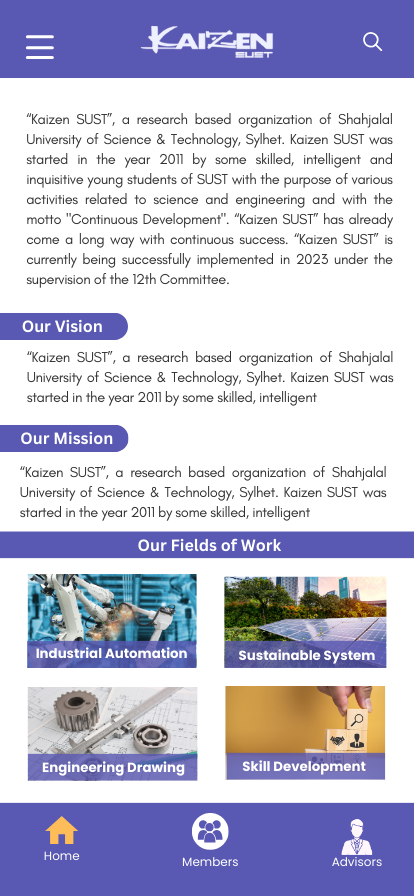 KAIZEN
SUST
“Kaizen SUST”, a research based organization of Shahjalal
University of Science & Technology, Sylhet. Kaizen SUST was
started in the year 2011 by some skilled, intelligent and
inquisitive young students of SUST with the purpose of various
activities related to science and engineering and with the
motto "Continuous Development". “Kaizen SUST” has already
come a long way with continuous success. “Kaizen SUST” is
currently being successfully implemented in 2023 under the
supervision of the 12th Committee.
Our Vision
“Kaizen SUST”, a research based organization of Shahjalal
University of Science & Technology, Sylhet. Kaizen SUST was
started in the year 2011 by some skilled, intelligent
Our Mission
“Kaizen SUST”, a research based organization of Shahjalal
University of Science & Technology, Sylhet. Kaizen SUST was
started in the year 2011 by some skilled, intelligent
Our Fields of Work
Industrial Automation
Sustainable System
Engineering Drawing
Skill Development
Home
Members
Advisors